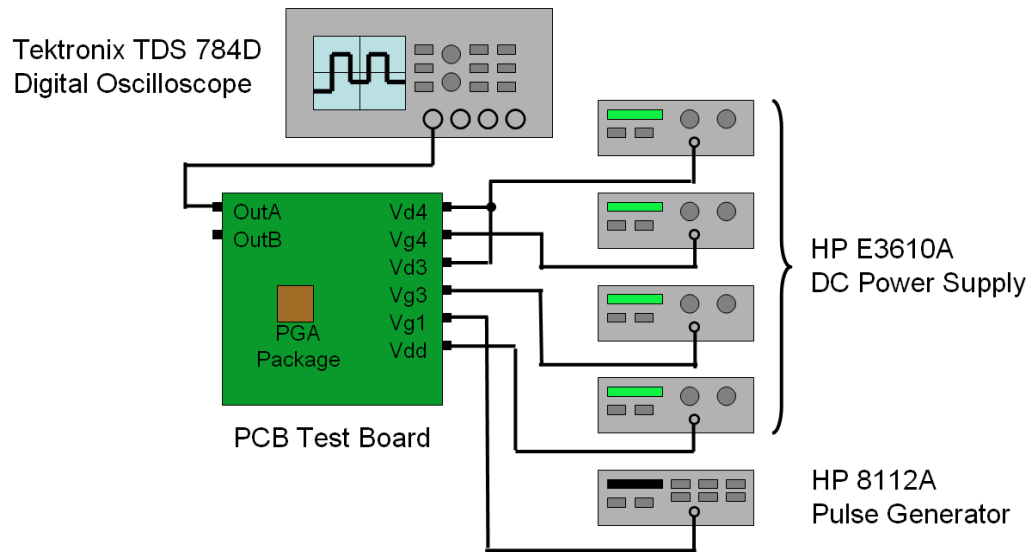 Tektronix TDS 784D
Digital Oscilloscope
OutA
OutB
Vd4
Vg4
Vd3
Vg3
Vg1
Vdd
PGA
Package
PCB Test Board
HP E3610A
DC Power Supply
HP 8112A
Pulse Generator